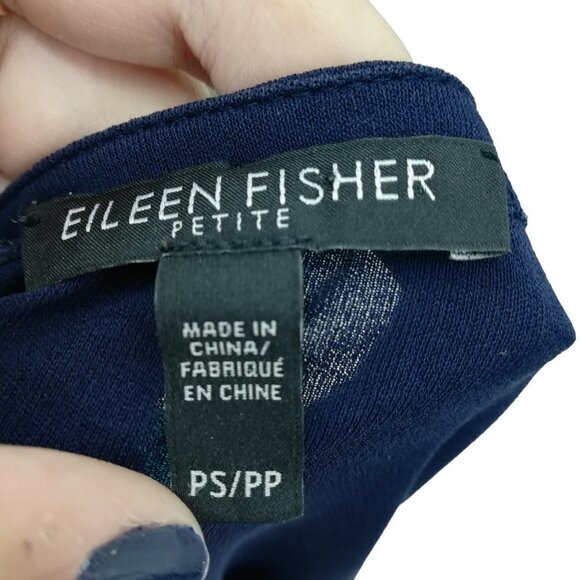 EILEEN FISHER
PETITE
MADE IN
CHINA/
FABRIQUÉ
EN CHINE
PS/PP